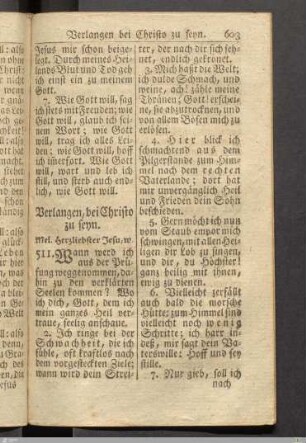 Verlangen bei Christo zu seyn. 603
Jesus mir schon beige-
legt. Durch meines Hei-
lands Blut und Tod geh
ich einst ein zu meinem
Gott.
7. Wie Gott will, sag
ich stets mit Freuden; wie
Gott will, glaub ich sei-
nem Wort; wie Gott
will, trag ich alles Lei-
den; wie Gott will, hoff
ich unerfort. Wie Gott
will, wart und leb ich
still, und sterb auch end-
lich, wie Gott will.
Verlangen, bei Christo
zu seyn.
Mel. Herzliebster Jesu, w.
511. Wann werd ich
aus der Prü-
fung weggenommen, da-
hin zu den verklärten
Seelen kommen? Wo
ich dich, Gott, dem ich
mein ganzes Heil ver-
traue, seelig anschaue.
2. Ich ringe bei der
Schwachheit, die ich
fühle, oft kraftlos nach
dem vorgesteckten Ziele;
wann wird dein Strei-
ter, der nach dir sich seh-
net, endlich gekrönet.
3. Mich haßt die Welt;
ich dulde Schmach, und
weine, ach! zähle meine
Thränen; Gott! erschei-
ne, sie abzutrocknen, und
von allem Bösen mich zu
erlösen.
4. Hier blick ich
schmachtend aus dem
Pilgerstande zum Him-
mel nach dem rechten
Vaterlande; dort hat
mir unvergänglich Heil
und Frieden dein Sohn
beschieden.
5. Gern möcht ich nun
vom Staub empor mich
schwingen, mit allen Hei-
ligen dir Lob zu singen,
und die, du Höchster!
ganz heilig mit ihnen,
ewig zu dienen.
6. Vielleicht zerfällt
auch bald die morsche
Hütte; zum Himmel sind
vielleicht noch wenig
Schritte; ich harr in-
deß, mir sagt dein Va-
terswille: Hoff und sey
stille.
7. Nur gieb, soll ich
nach